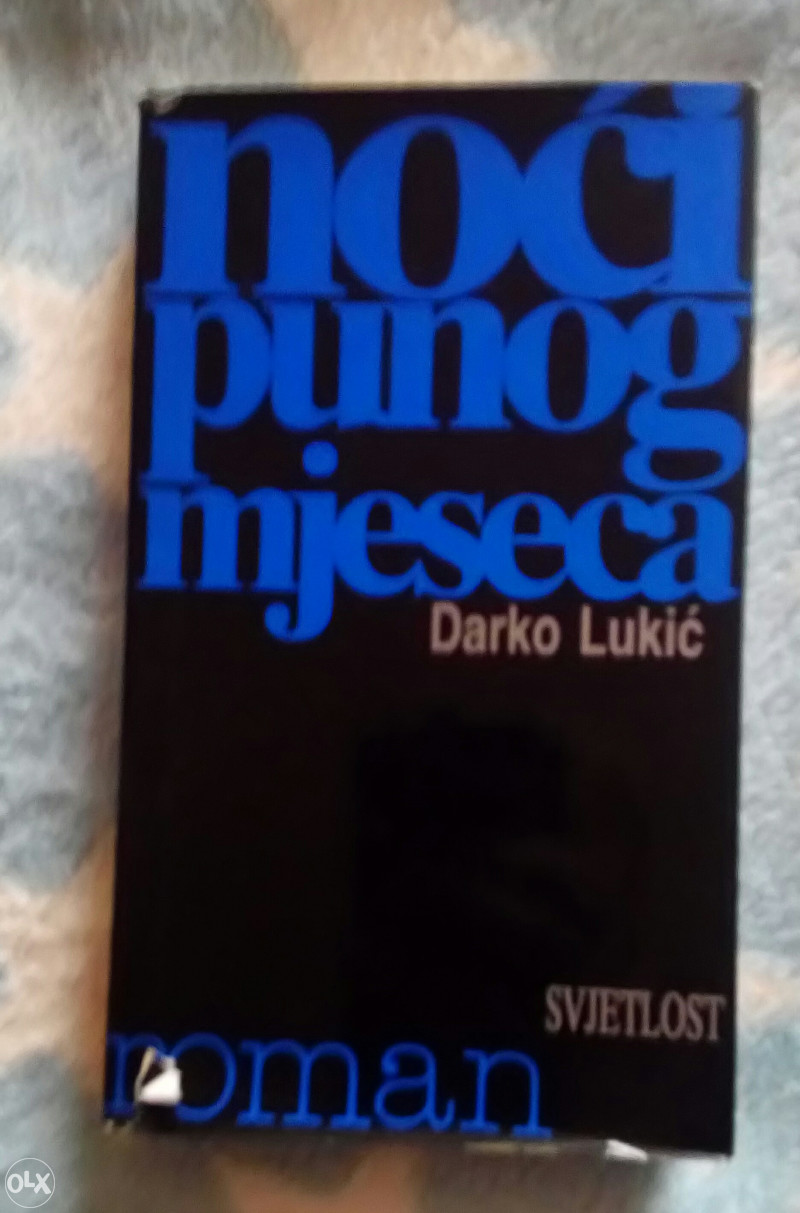 noći
punog
mjeseca
Darko Lukić
SVJETLOST
roman
OLX